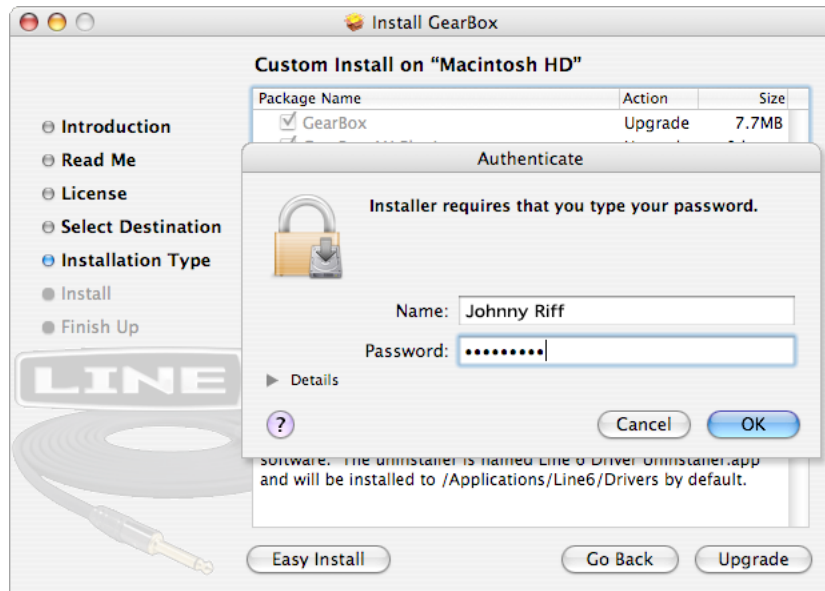 Install GearBox
Custom Install on “Macintosh HD”
Package Name Action Size
GearBox Upgrade 7.7MB
Introduction
Read Me
License
Select Destination
Installation Type
Install
Finish Up
LINE
Authenticate
Installer requires that you type your password.
Name: Johnny Riff
Password: •••••••••
Details
?
Cancel OK
software. The uninstaller is named Line 6 Driver Uninstaller.app
and will be installed to /Applications/Line6/Drivers by default.
Easy Install Go Back Upgrade